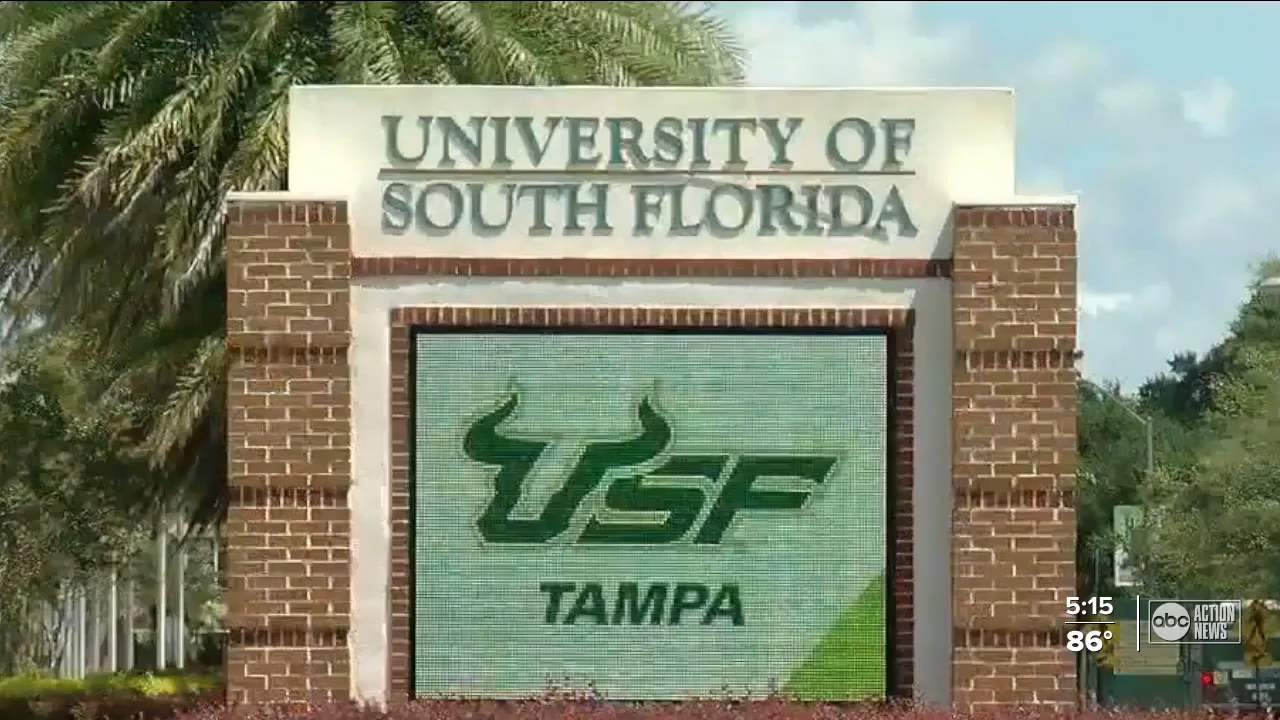 UNIVERSITY OF
SOUTH FLORIDA
USF
TAMPA
5:15
86°
abc
ACTION
NEWS